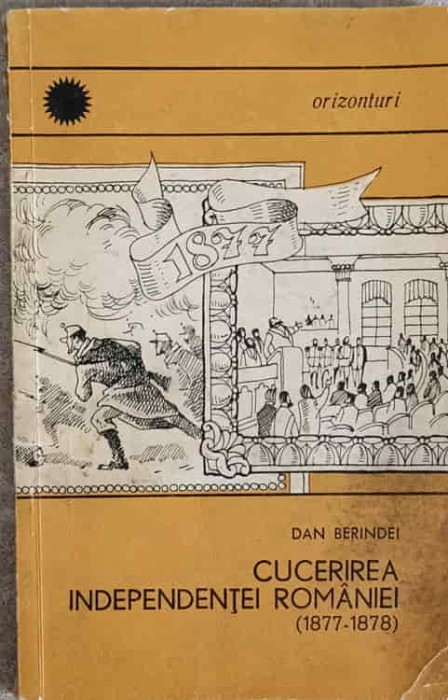 orizonturi
1877
DAN BERINDEI
CUCERIREA
INDEPENDENŢEI ROMÂNIEI
(1877-1878)